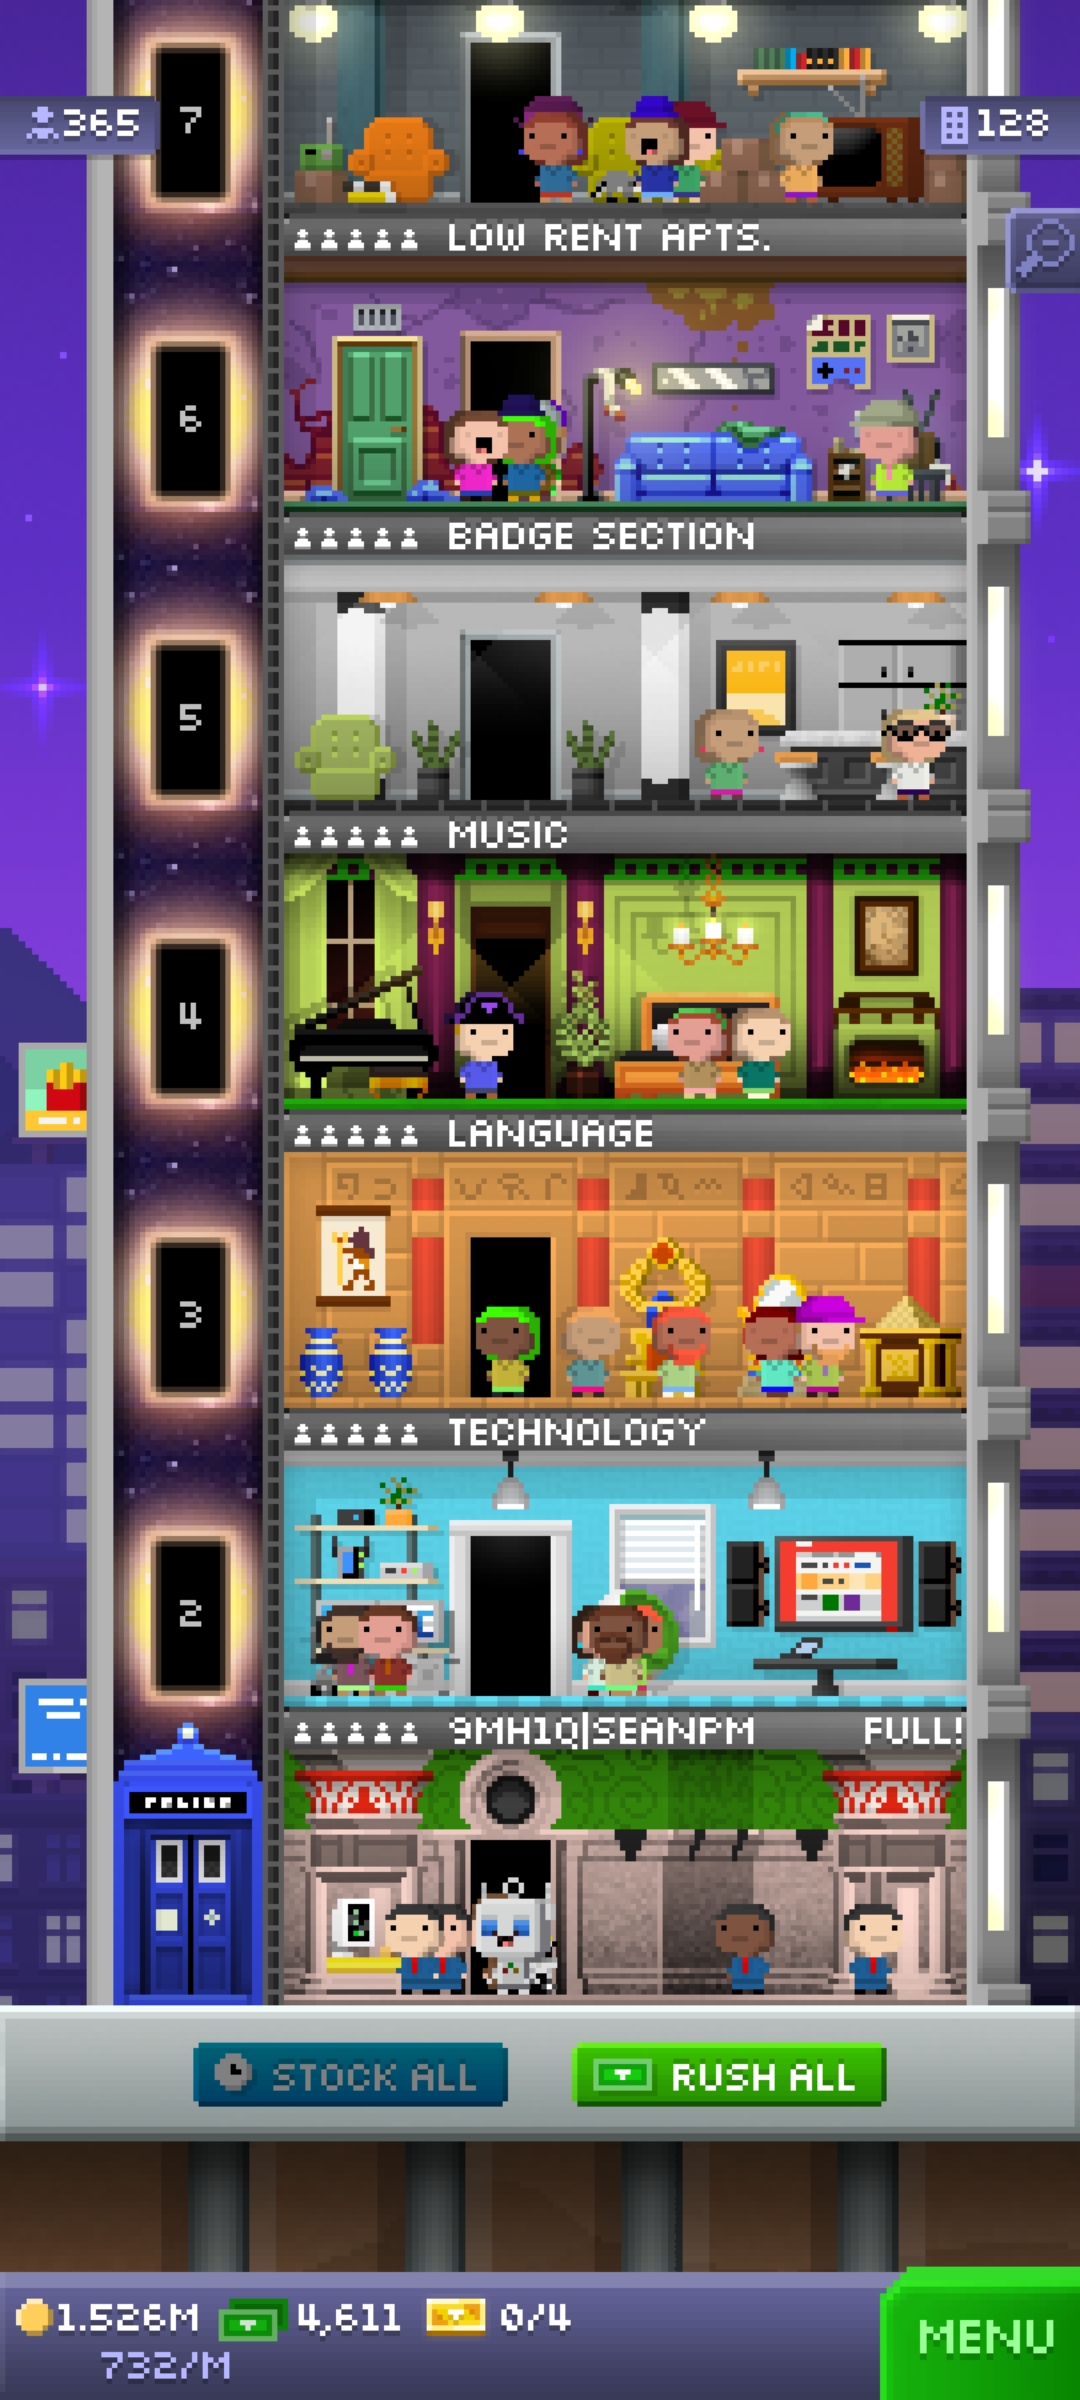 7
365
128
LOW RENT APTS.
6
BADGE SECTION
5
MUSIC
4
LANGUAGE
3
TECHNOLOGY
2
9MH1Q|SEANPM FULL!
POLICE
STOCK ALL
RUSH ALL
1.526M 4,611 0/4
732/M
MENU